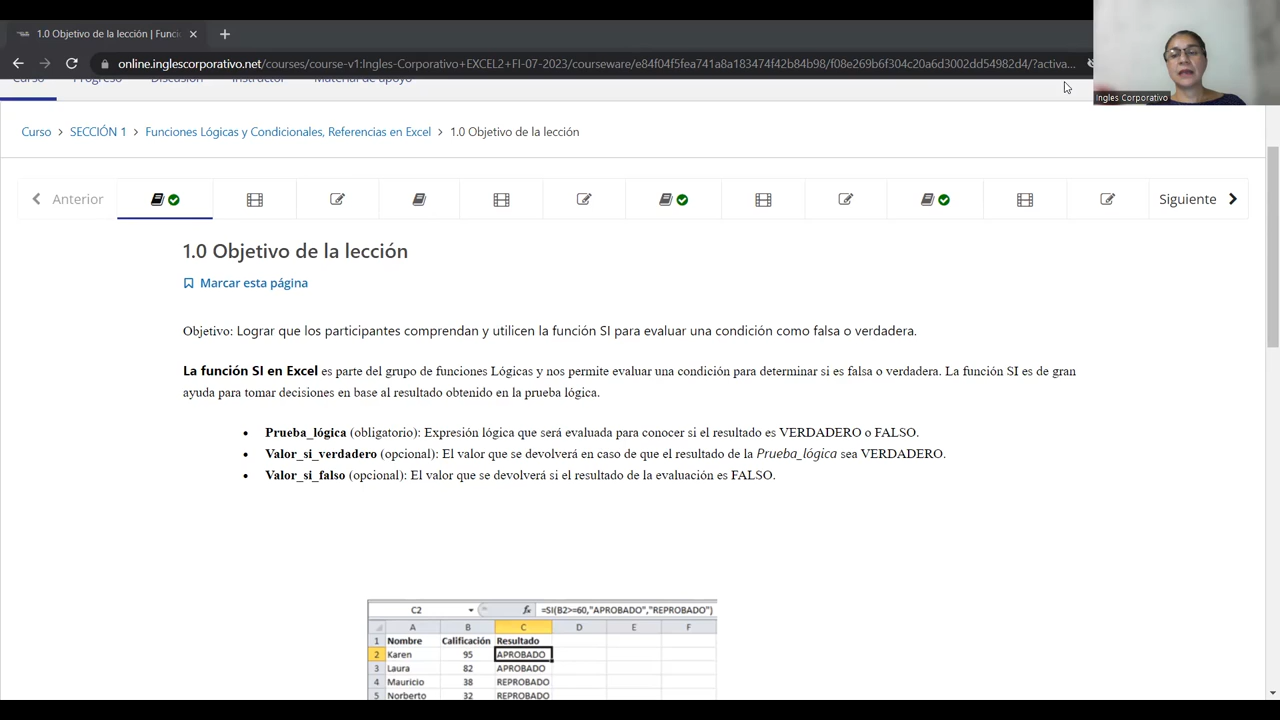 1.0 Objetivo de la lección | Funci
online.inglescorporativo.net/courses/course-v1:Ingles-Corporativo+EXCEL2+FI-07-2023/courseware/e84f04f5fea741a8a183474f42b84b98/f08e269b6f304c20a6d3002dd54982d4/?activa...
Ingles Corporativo
Curso Progreso Discusión Instructor Material de apoyo
Curso > SECCIÓN 1 > Funciones Lógicas y Condicionales, Referencias en Excel > 1.0 Objetivo de la lección
Anterior
Siguiente
1.0 Objetivo de la lección
Marcar esta página
Objetivo: Lograr que los participantes comprendan y utilicen la función SI para evaluar una condición como falsa o verdadera.
La función SI en Excel es parte del grupo de funciones Lógicas y nos permite evaluar una condición para determinar si es falsa o verdadera. La función SI es de gran
ayuda para tomar decisiones en base al resultado obtenido en la prueba lógica.
• Prueba_lógica (obligatorio): Expresión lógica que será evaluada para conocer si el resultado es VERDADERO o FALSO.
• Valor_si_verdadero (opcional): El valor que se devolverá en caso de que el resultado de la Prueba_lógica sea VERDADERO.
• Valor_si_falso (opcional): El valor que se devolverá si el resultado de la evaluación es FALSO.
C2 fx =SI(B2>=60,"APROBADO","REPROBADO")
A B C D E F
1 Nombre Calificación Resultado
2 Karen 95 APROBADO
3 Laura 82 APROBADO
4 Mauricio 38 REPROBADO
5 Norberto 32 REPROBADO